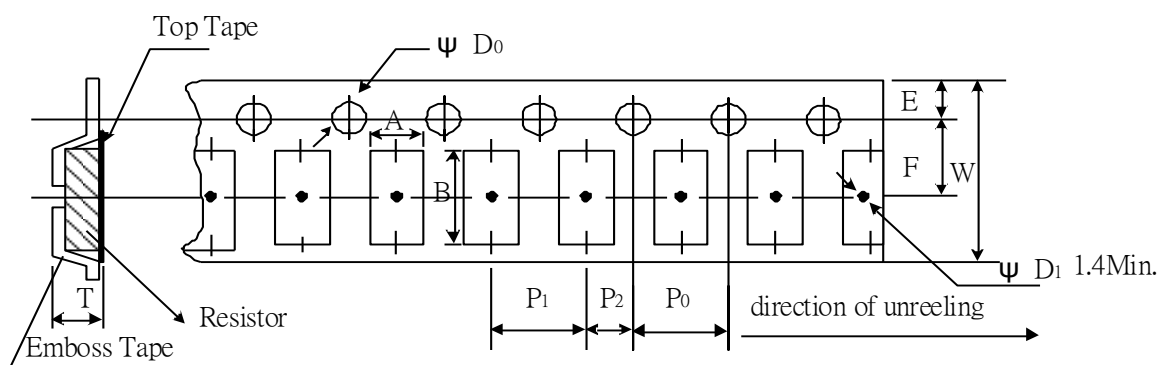 Top Tape
Ψ D0
A
E
B
F
W
T
P1
P2
P0
Ψ D1 1.4Min.
Resistor
direction of unreeling
Emboss Tape